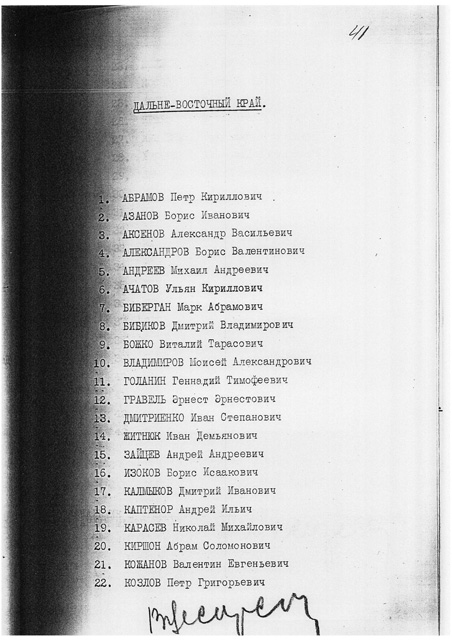 41
ДАЛЬНЕ-ВОСТОЧНЫЙ КРАЙ.
1. АБРАМОВ Петр Кириллович
2. АЗАНОВ Борис Иванович
3. АКСЕНОВ Александр Васильевич
4. АЛЕКСАНДРОВ Борис Валентинович
5. АНДРЕЕВ Михаил Андреевич
6. АЧАТОВ Ульян Кириллович
7. БИБЕРГАН Марк Абрамович
8. БИБИКОВ Дмитрий Владимирович
9. БОЖКО Виталий Тарасович
10. ВЛАДИМИРОВ Моисей Александрович
11. ГОЛАНИН Геннадий Тимофеевич
12. ГРАВЕЛЬ Эрнест Эрнестович
13. ДМИТРИЕНКО Иван Степанович
14. ЖИТНЮК Иван Демьянович
15. ЗАЙЦЕВ Андрей Андреевич
16. ИЗОКОВ Борис Исаакович
17. КАЛМЫКОВ Дмитрий Иванович
18. КАПТЕНОР Андрей Ильич
19. КАРАСЕВ Николай Михайлович
20. КИРШОН Абрам Соломонович
21. КОЖАНОВ Валентин Евгеньевич
22. КОЗЛОВ Петр Григорьевич